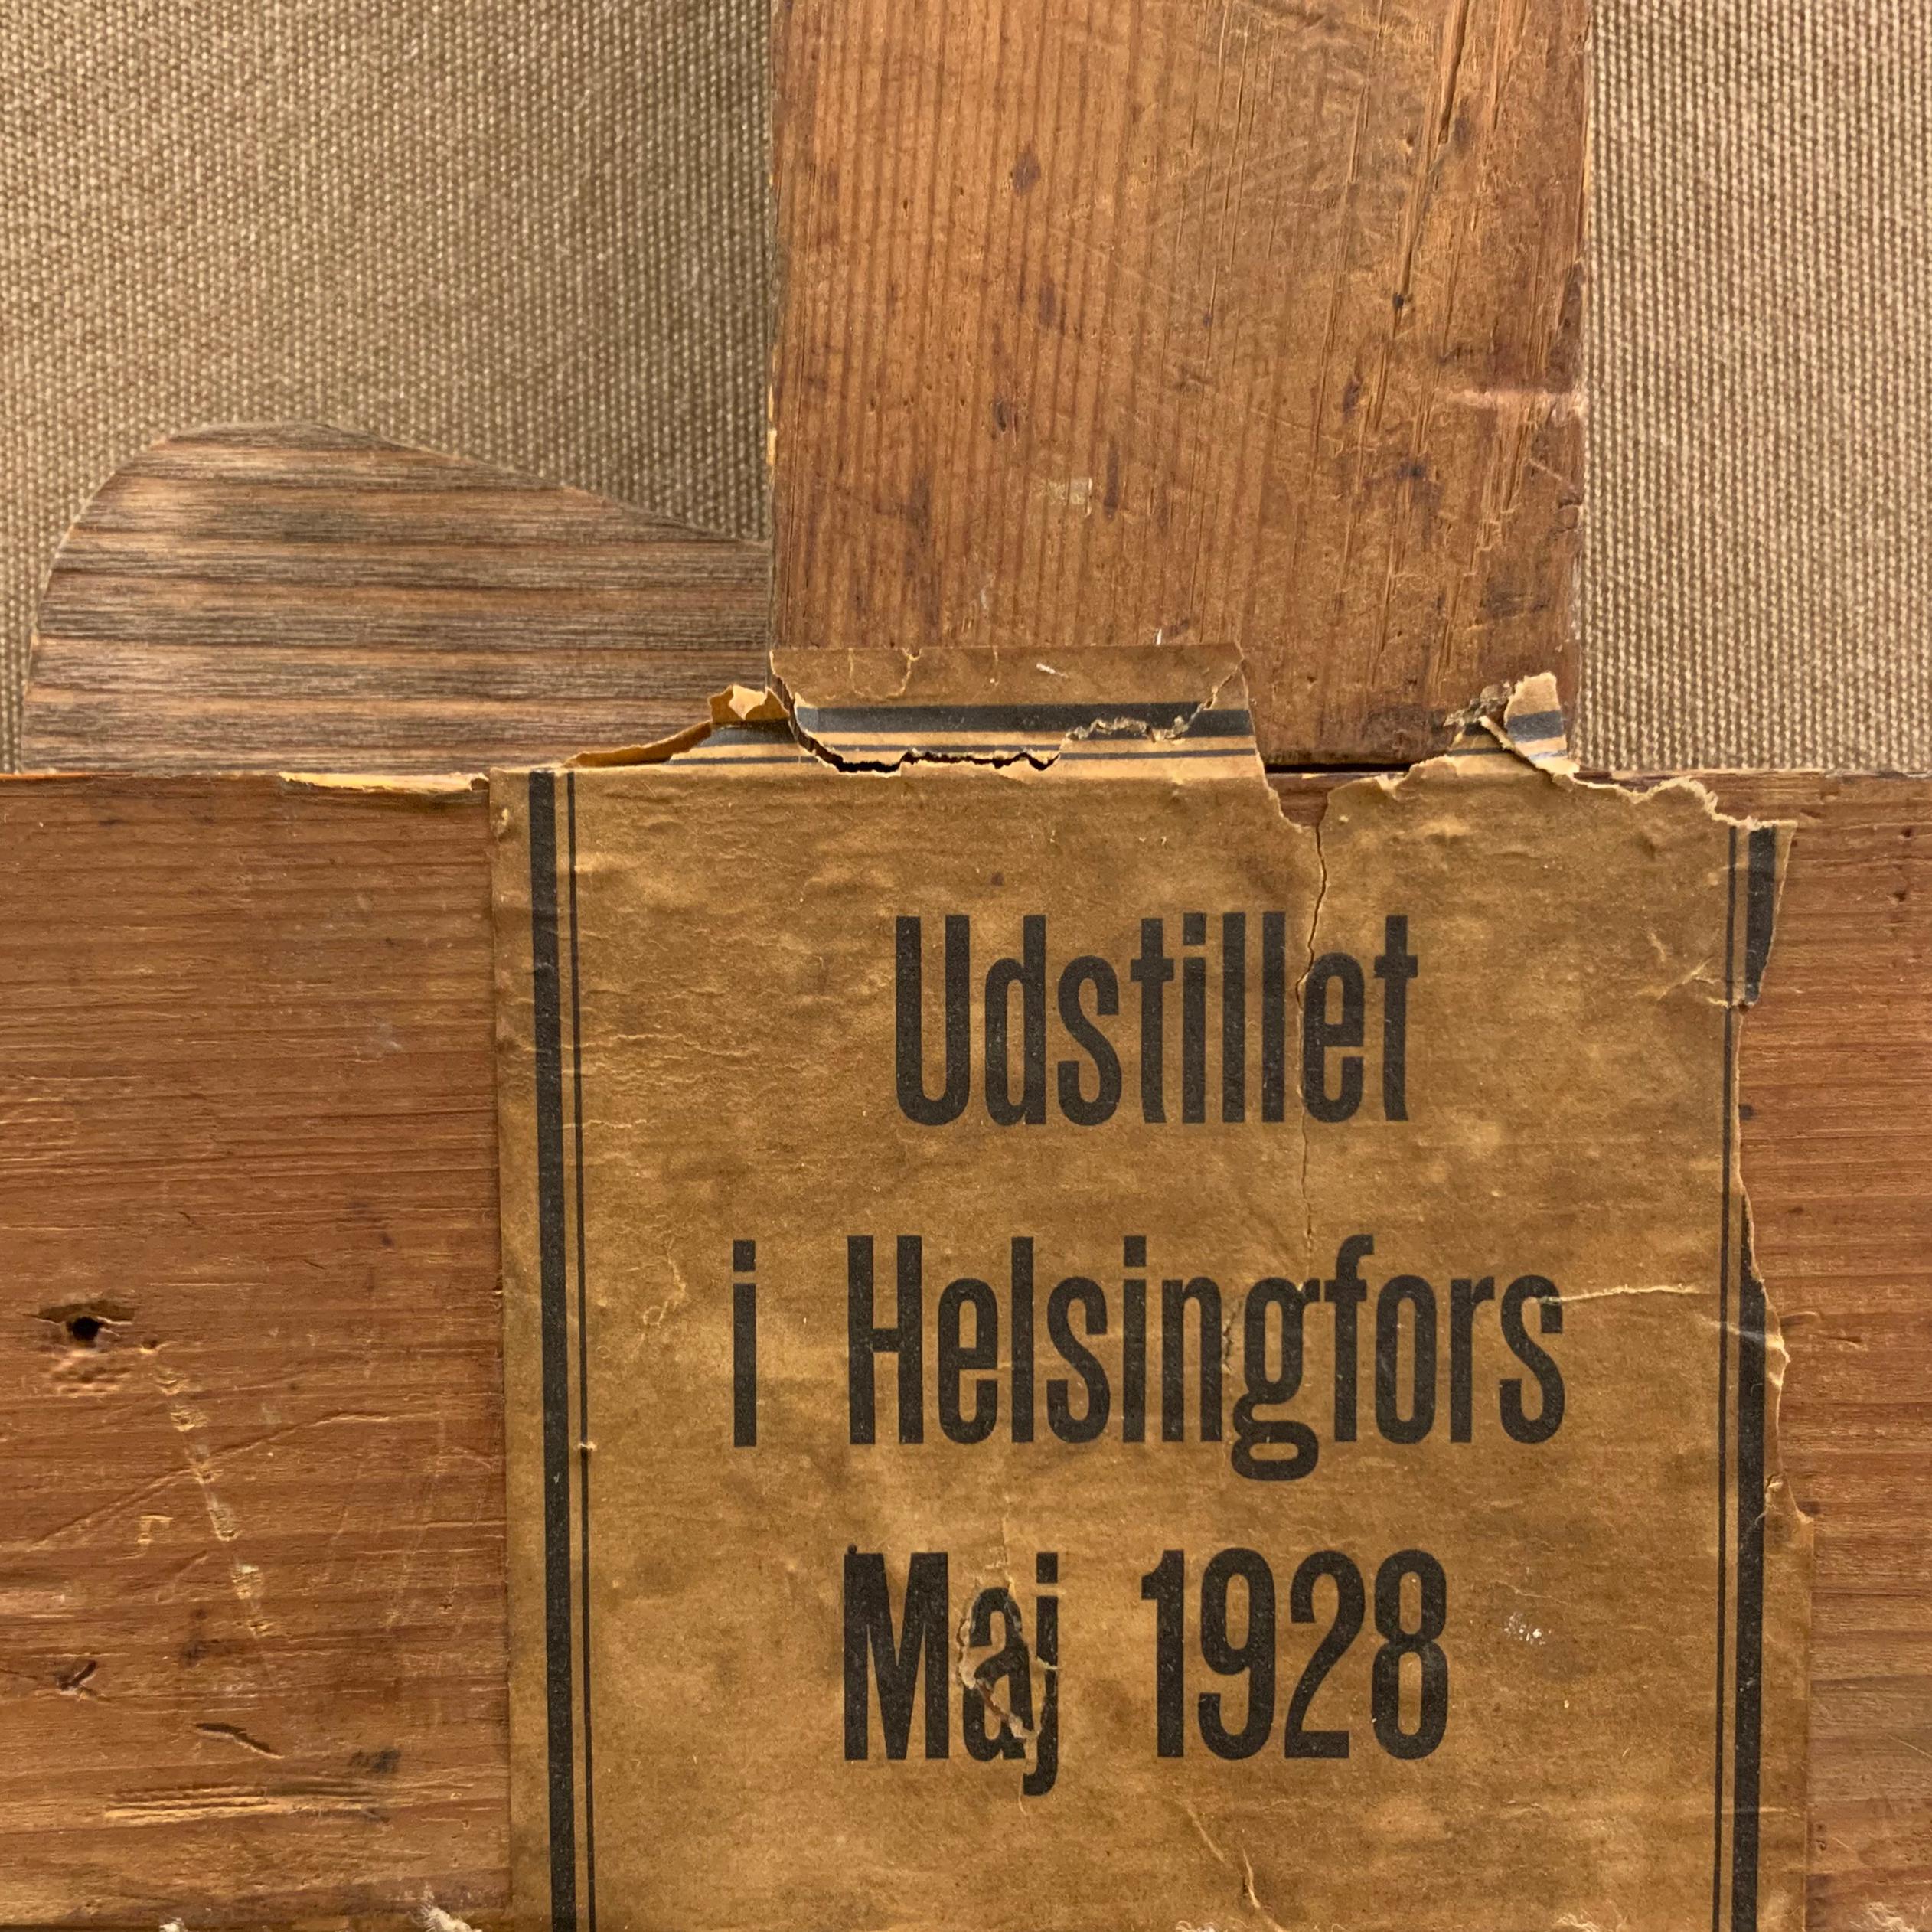 Udstillet
i Helsingfors
Maj 1928